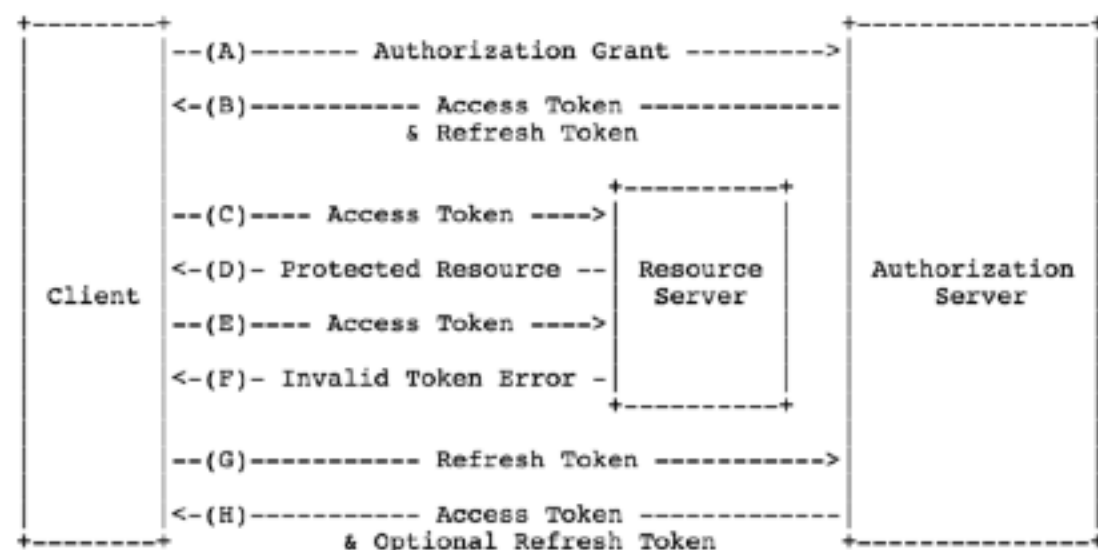 (A) Authorization Grant
(B) Access Token
& Refresh Token
(C) Access Token
(D) Protected Resource
Resource
Authorization
Client
Server
Server
(E) Access Token
(F) Invalid Token Error
(G) Refresh Token
(H) Access Token
& Optional Refresh Token